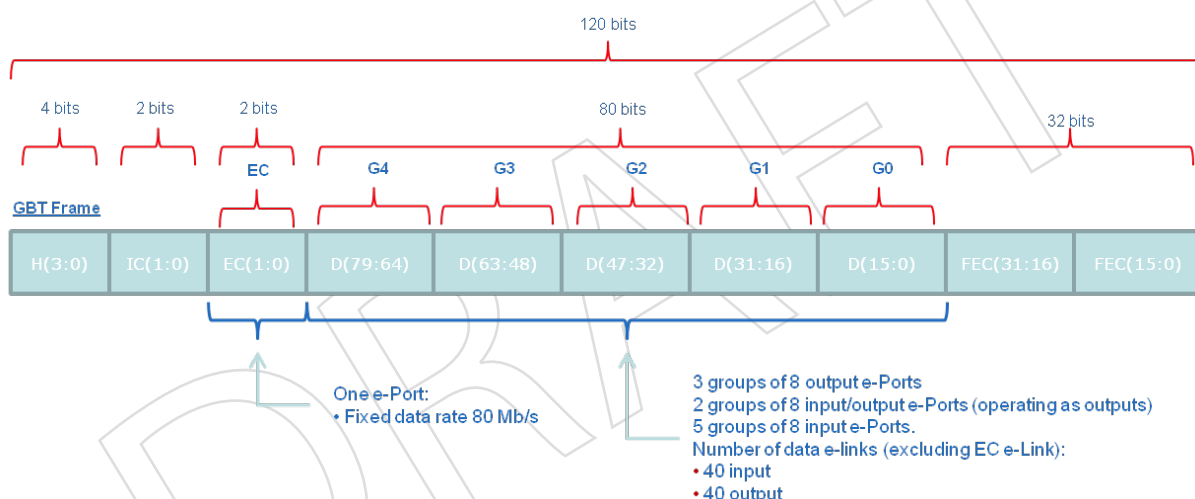 120 bits
4 bits 2 bits 2 bits 80 bits 32 bits
EC G4 G3 G2 G1 G0
GBT Frame
H(3:0) IC(1:0) EC(1:0) D(79:64) D(63:48) D(47:32) D(31:16) D(15:0) FEC(31:16) FEC(15:0)
One e-Port:
• Fixed data rate 80 Mb/s
3 groups of 8 output e-Ports
2 groups of 8 input/output e-Ports (operating as outputs)
5 groups of 8 input e-Ports.
Number of data e-links (excluding EC e-Link):
• 40 input
• 40 output
DRAFT